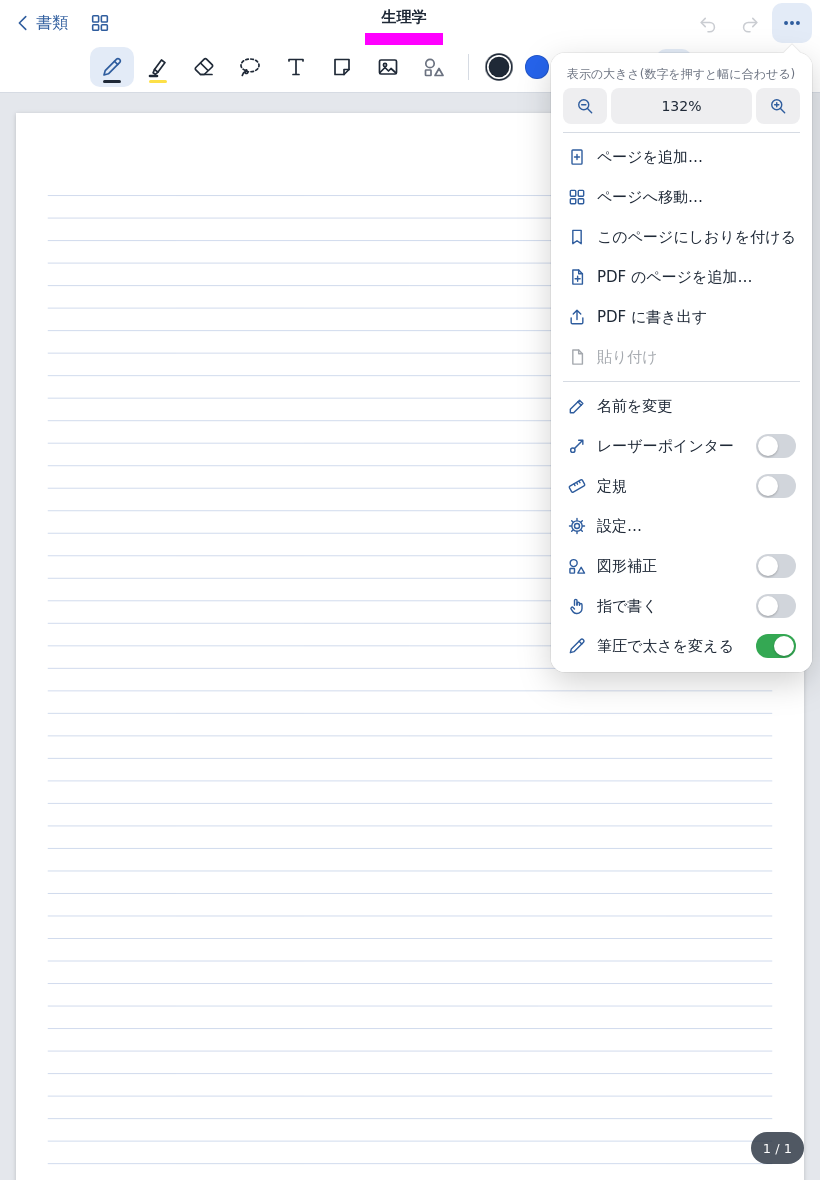 書類
生理学
表示の大きさ(数字を押すと幅に合わせる)
132%
ページを追加...
ページへ移動...
このページにしおりを付ける
PDF のページを追加...
PDF に書き出す
貼り付け
名前を変更
レーザーポインター
定規
設定...
図形補正
指で書く
筆圧で太さを変える
1 / 1